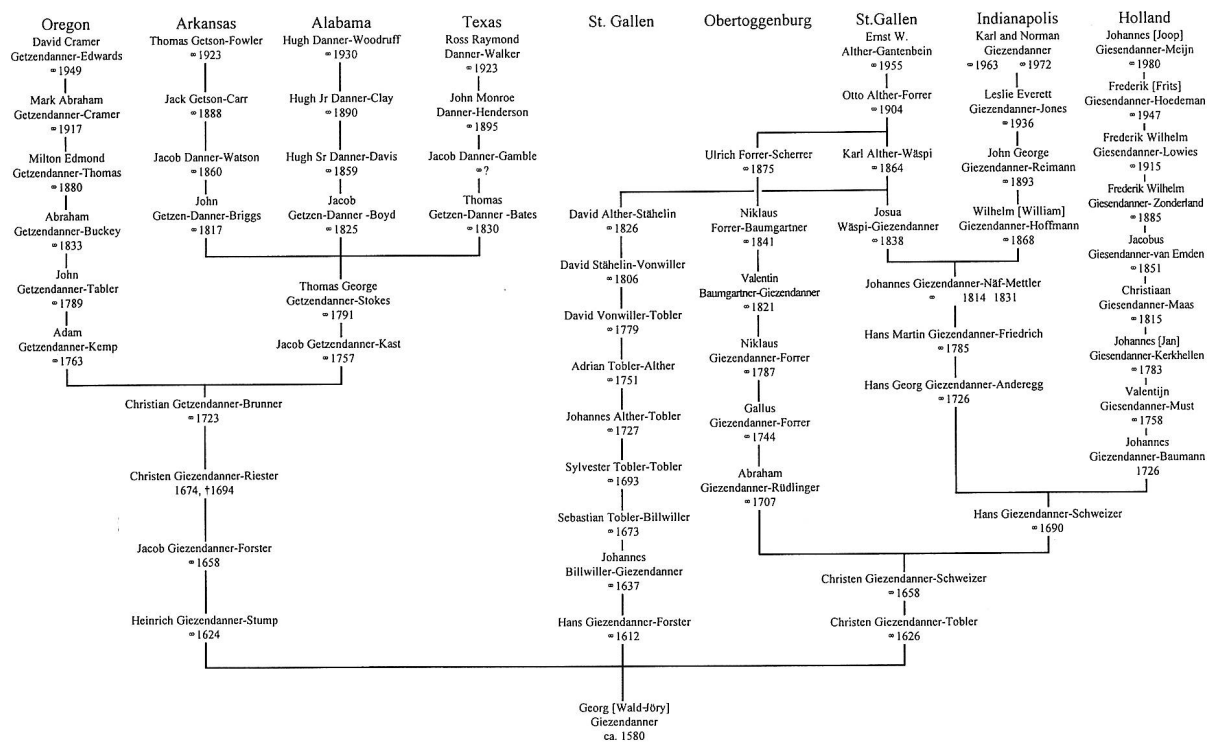 Oregon
David Cramer
Getzendanner-Edwards
∞ 1949
Mark Abraham
Getzendanner-Cramer
∞ 1917
Milton Edmond
Getzendanner-Thomas
∞ 1880
Abraham
Getzendanner-Buckey
∞ 1833
John
Getzendanner-Tabler
∞ 1789
Adam
Getzendanner-Kemp
∞ 1763
Arkansas
Thomas Getson-Fowler
∞ 1923
Jack Getson-Carr
∞ 1888
Jacob Danner-Watson
∞ 1860
John
Getzen-Danner-Briggs
∞ 1817
Alabama
Hugh Danner-Woodruff
∞ 1930
Hugh Jr Danner-Clay
∞ 1890
Hugh Sr Danner-Davis
∞ 1859
Jacob
Getzen-Danner -Boyd
∞ 1825
Texas
Ross Raymond
Danner-Walker
∞ 1923
John Monroe
Danner-Henderson
∞ 1895
Jacob Danner-Gamble
∞ ?
Thomas
Getzen-Danner -Bates
∞ 1830
Thomas George
Getzendanner-Stokes
∞ 1791
Jacob Getzendanner-Kast
∞ 1757
Christian Getzendanner-Brunner
∞ 1723
Christen Giezendanner-Riester
1674, †1694
Jacob Giezendanner-Forster
∞ 1658
Heinrich Giezendanner-Stump
∞ 1624
St. Gallen
David Alther-Stähelin
∞ 1826
David Stähelin-Vonwiller
∞ 1806
David Vonwiller-Tobler
∞ 1779
Adrian Tobler-Alther
∞ 1751
Johannes Alther-Tobler
∞ 1727
Sylvester Tobler-Tobler
∞ 1693
Sebastian Tobler-Billwiller
∞ 1673
Johannes
Billwiller-Giezendanner
∞ 1637
Hans Giezendanner-Forster
∞ 1612
Obertoggenburg
Ulrich Forrer-Scherrer
∞ 1875
Niklaus
Forrer-Baumgartner
∞ 1841
Valentin
Baumgartner-Giezendanner
∞ 1821
Niklaus
Giezendanner-Forrer
∞ 1787
Gallus
Giezendanner-Forrer
∞ 1744
Abraham
Giezendanner-Rüdlinger
∞ 1707
St.Gallen
Ernst W.
Alther-Gantenbein
∞ 1955
Otto Alther-Forrer
∞ 1904
Karl Alther-Wäspi
∞ 1864
Josua
Wäspi-Giezendanner
∞ 1838
Indianapolis
Karl and Norman
Giezendanner
∞ 1963 ∞ 1972
Leslie Everett
Giezendanner-Jones
∞ 1936
John George
Giezendanner-Reimann
∞ 1893
Wilhelm [William]
Giezendanner-Hoffmann
∞ 1868
Johannes Giezendanner-Näf-Mettler
∞ 1814 1831
Hans Martin Giezendanner-Friedrich
∞ 1785
Hans Georg Giezendanner-Anderegg
∞ 1726
Holland
Johannes [Joop]
Giesendanner-Meijn
∞ 1980
Frederik [Frits]
Giesendanner-Hoedeman
∞ 1947
Frederik Wilhelm
Giesendanner-Lowies
∞ 1915
Frederik Wilhelm
Giesendanner- Zonderland
∞ 1885
Jacobus
Giesendanner-van Emden
∞ 1851
Christiaan
Giesendanner-Maas
∞ 1815
Johannes [Jan]
Giesendanner-Kerkhellen
∞ 1783
Valentijn
Giesendanner-Must
∞ 1758
Johannes
Giezendanner-Baumann
1726
Hans Giezendanner-Schweizer
∞ 1690
Christen Giezendanner-Schweizer
∞ 1658
Christen Giezendanner-Tobler
∞ 1626
Georg [Wald-Jöry]
Giezendanner
ca. 1580